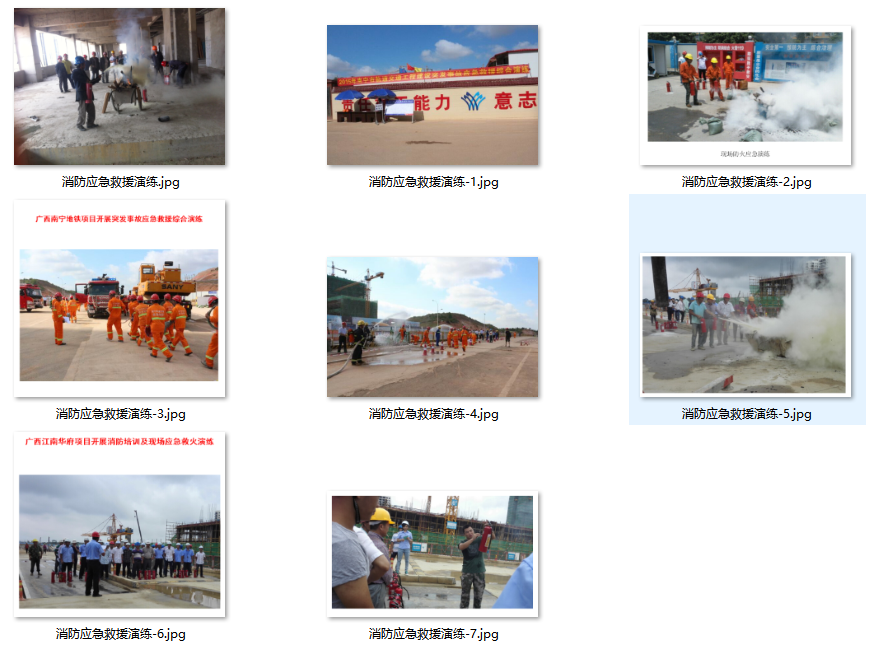 消防应急救援演练.jpg
能力
意志
消防应急救援演练-1.jpg
现场防火应急演练
消防应急救援演练-2.jpg
广西南宁地铁项目开展突发事故应急救援综合演练
SANY
消防应急救援演练-3.jpg
消防应急救援演练-4.jpg
消防应急救援演练-5.jpg
广西江南华府项目开展消防培训及现场应急救火演练
消防应急救援演练-6.jpg
消防应急救援演练-7.jpg